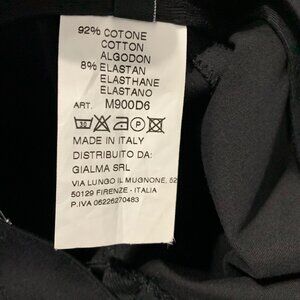 92% COTONE
COTTON
ALGODON
8% ELASTAN
ELASTHANE
ELASTANO
ART. M900D6
30 A P
MADE IN ITALY
DISTRIBUITO DA:
GIALMA SRL
VIA LUNGO IL MUGNONE, 52
50129 FIRENZE - ITALIA
P.IVA 06226270483